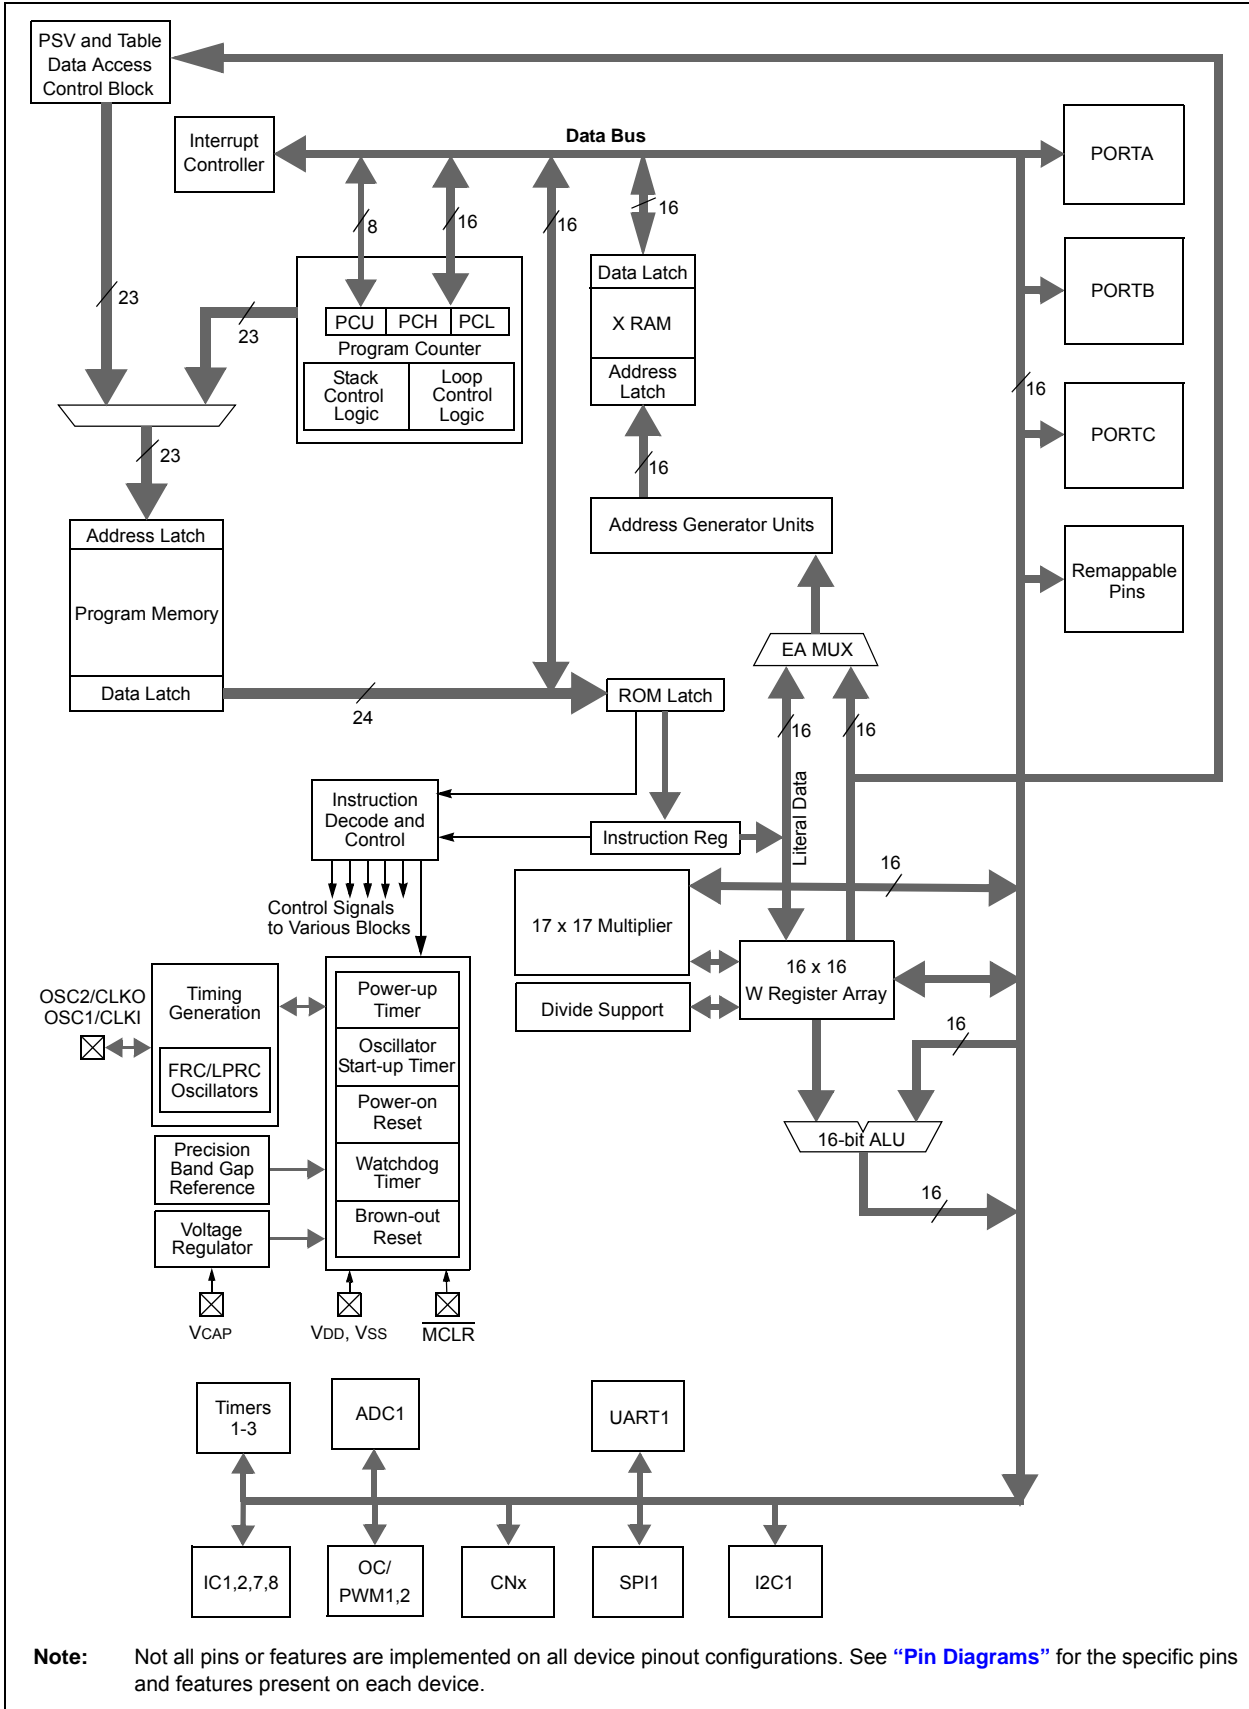 PSV and Table
Data Access
Control Block
Interrupt
Controller
Data Bus
PORTA
8
16
16
16
23
23
PCU
PCH
PCL
Program Counter
Stack
Control
Logic
Loop
Control
Logic
Data Latch
X RAM
Address
Latch
PORTB
16
PORTC
23
16
Address Latch
Program Memory
Data Latch
Address Generator Units
Remappable
Pins
EA MUX
24
ROM Latch
16
16
Literal Data
Instruction
Decode and
Control
Instruction Reg
16
Control Signals
to Various Blocks
17 x 17 Multiplier
16 x 16
W Register Array
Divide Support
16
16-bit ALU
16
OSC2/CLKO
OSC1/CLKI
Timing
Generation
FRC/LPRC
Oscillators
Power-up
Timer
Oscillator
Start-up Timer
Power-on
Reset
Watchdog
Timer
Brown-out
Reset
Precision
Band Gap
Reference
Voltage
Regulator
VCAP
VDD, VSS
MCLR
Timers
1-3
ADC1
UART1
IC1,2,7,8
OC/
PWM1,2
CNx
SPI1
I2C1
Note: Not all pins or features are implemented on all device pinout configurations. See “Pin Diagrams” for the specific pins
and features present on each device.